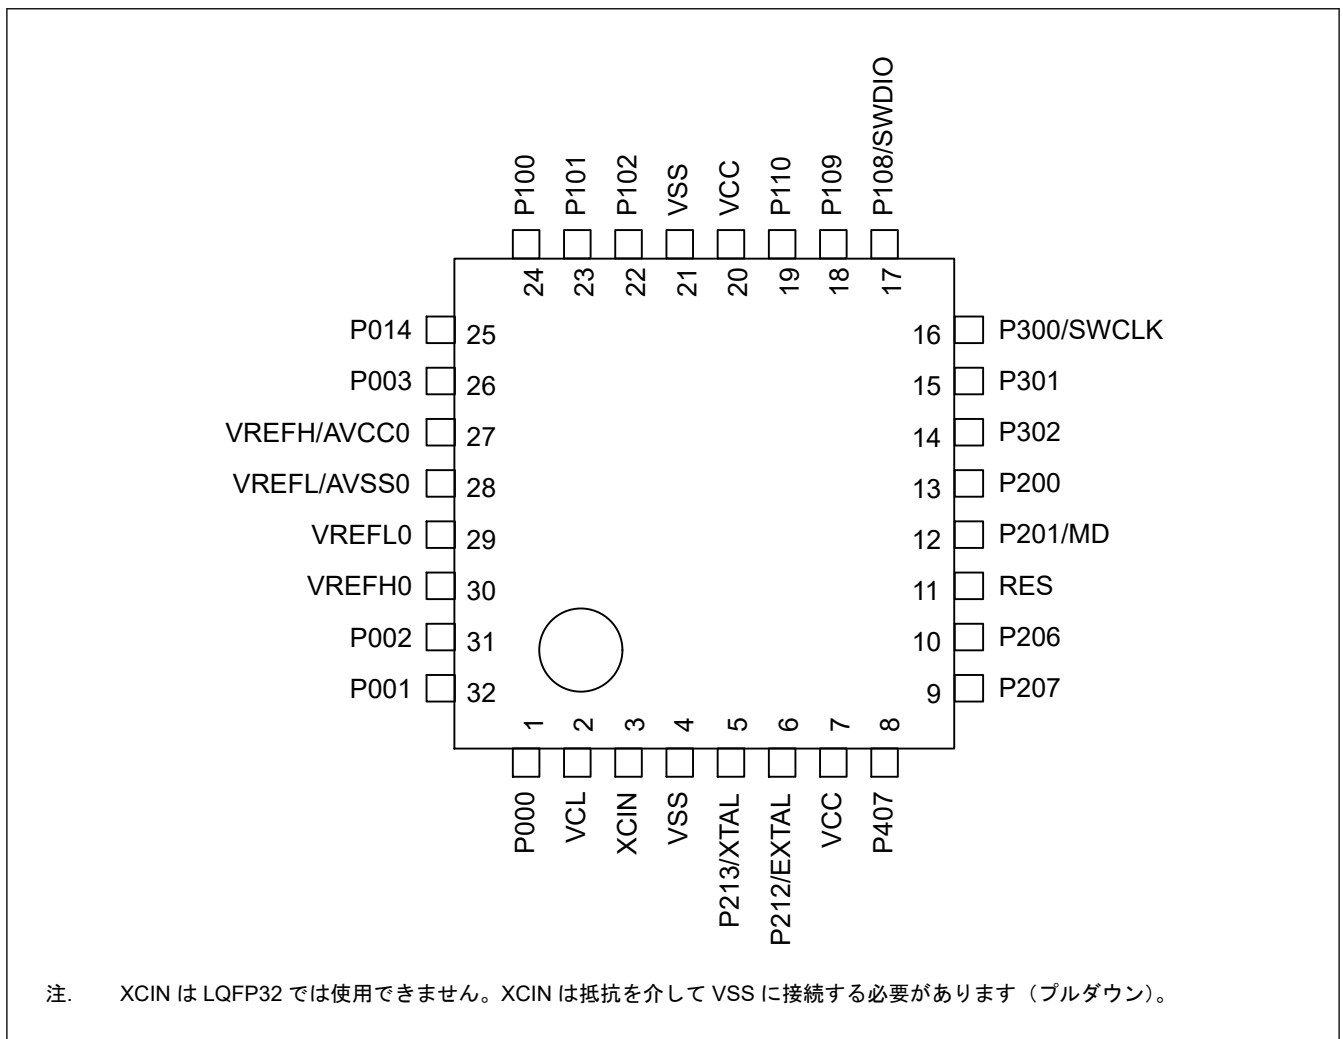 P100
P101
P102
VSS
VCC
P110
P109
P108/SWDIO
24
23
22
21
20
19
18
17
P014 25
P003 26
VREFH/AVCC0 27
VREFL/AVSS0 28
VREFL0 29
VREFH0 30
P002 31
P001 32
16 P300/SWCLK
15 P301
14 P302
13 P200
12 P201/MD
11 RES
10 P206
9 P207
1
2
3
4
5
6
7
8
P000
VCL
XCIN
VSS
P213/XTAL
P212/EXTAL
VCC
P407
注. XCIN は LQFP32 では使用できません。XCIN は抵抗を介して VSS に接続する必要があります（プルダウン）。